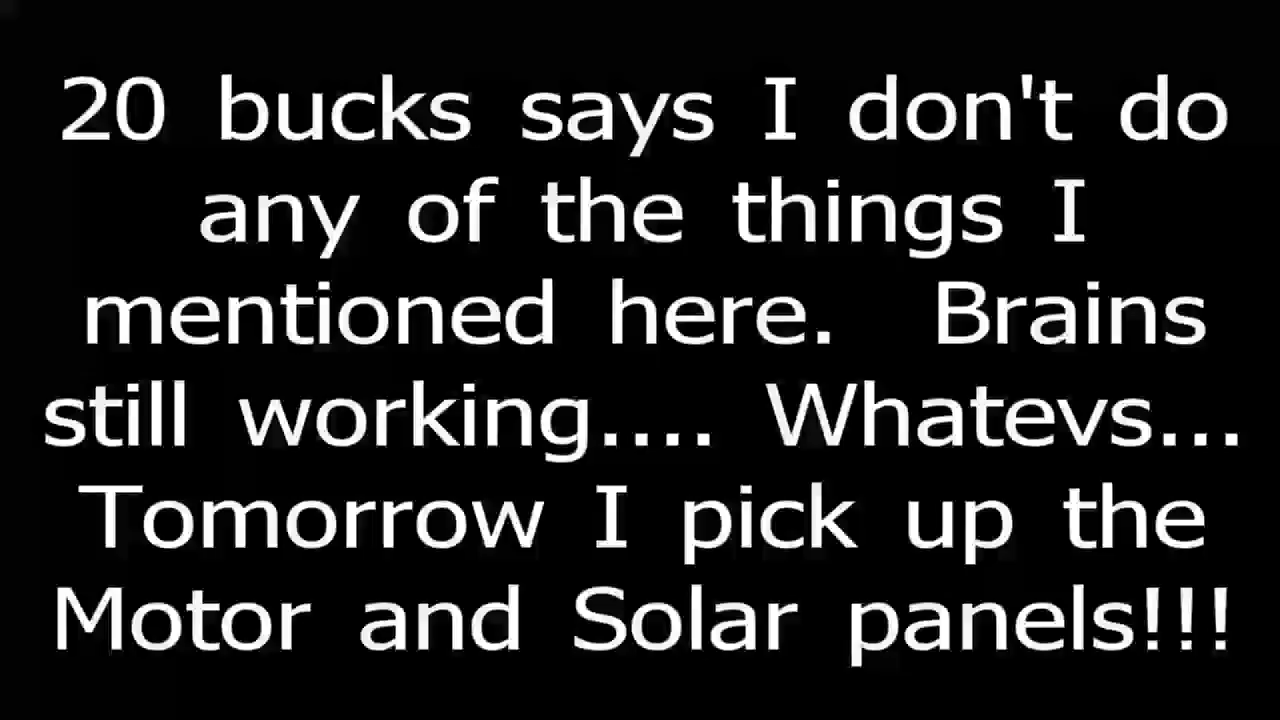 20 bucks says I don't do
any of the things I
mentioned here.  Brains
still working.... Whatevs...
Tomorrow I pick up the
Motor and Solar panels!!!